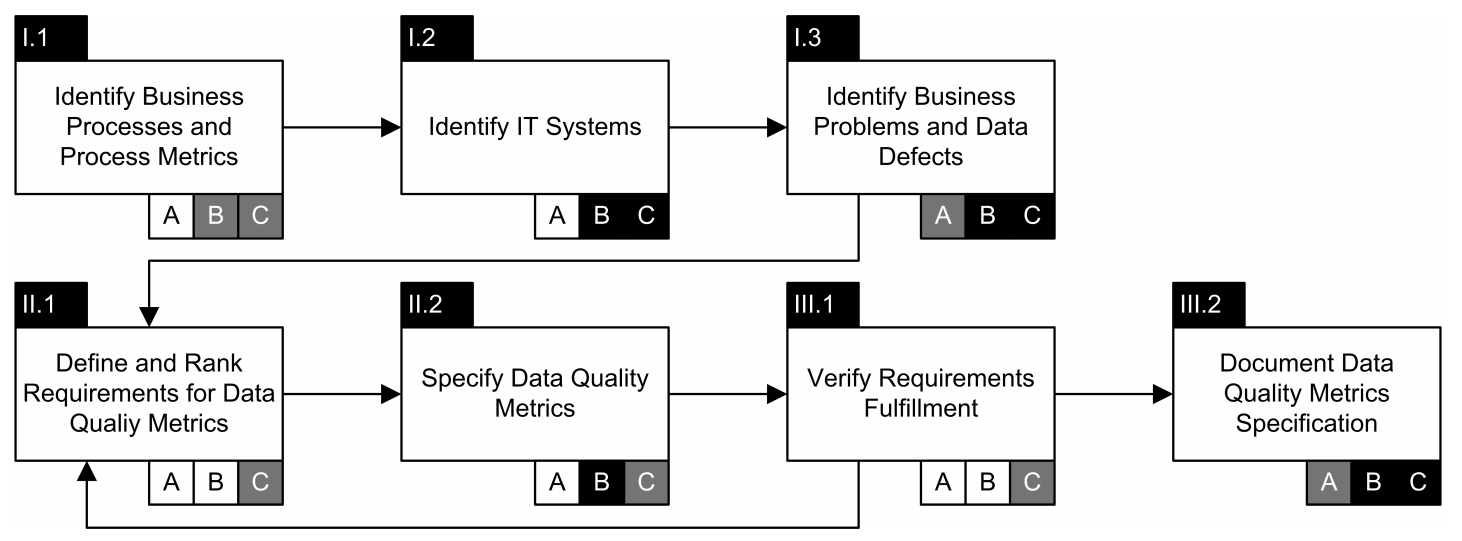 I.1
Identify Business
Processes and
Process Metrics
A B C
I.2
Identify IT Systems
A B C
I.3
Identify Business
Problems and Data
Defects
A B C
II.1
Define and Rank
Requirements for Data
Qualiy Metrics
A B C
II.2
Specify Data Quality
Metrics
A B C
III.1
Verify Requirements
Fulfillment
A B C
III.2
Document Data
Quality Metrics
Specification
A B C